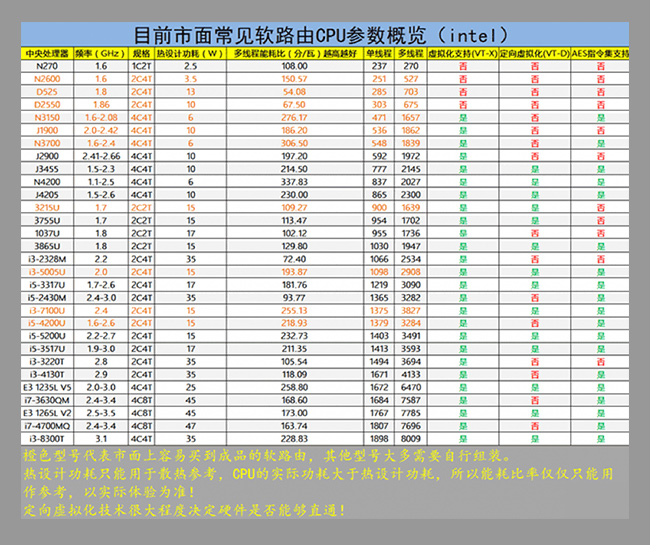 目前市面常见软路由CPU参数概览（intel）
中央处理器 频率（GHz） 规格 热设计功耗（W） 多线程能耗比（分/瓦）越高越好 单线程 多线程 虚拟化支持(VT-X) 定向虚拟化(VT-D) AES指令集支持
N270 1.6 1C2T 2.5 108.00 237 270 否 否 否
N2600 1.6 2C4T 3.5 150.57 251 527 否 否 否
D525 1.8 2C4T 13 54.08 285 703 否 否 否
D2550 1.86 2C4T 10 67.50 303 675 否 否 否
N3150 1.6-2.08 4C4T 6 276.17 471 1657 是 否 是
J1900 2.0-2.42 4C4T 10 186.20 536 1862 是 否 否
N3700 1.6-2.4 4C4T 6 306.50 548 1839 是 否 是
J2900 2.41-2.66 4C4T 10 197.20 592 1972 是 否 否
J3455 1.5-2.3 4C4T 10 214.50 777 2145 是 是 是
N4200 1.1-2.5 4C4T 6 337.83 837 2027 是 是 是
J4205 1.5-2.6 4C4T 10 230.00 865 2300 是 是 是
3215U 1.7 2C2T 15 109.27 900 1639 是 是 否
3755U 1.7 2C2T 15 113.47 954 1702 是 是 否
1037U 1.8 2C2T 17 102.12 955 1736 是 否 否
3865U 1.8 2C2T 15 129.80 1030 1947 是 是 是
i3-2328M 2.2 2C4T 35 72.40 1066 2534 是 否 否
i3-5005U 2.0 2C4T 15 193.87 1098 2908 是 是 是
i5-3317U 1.7-2.6 2C4T 17 181.76 1219 3090 是 是 是
i5-2430M 2.4-3.0 2C4T 35 93.77 1365 3282 是 否 是
i3-7100U 2.4 2C4T 15 255.13 1375 3827 是 是 是
i5-4200U 1.6-2.6 2C4T 15 218.93 1379 3284 是 否 是
i5-5200U 2.2-2.7 2C4T 15 232.73 1403 3491 是 是 是
i5-3517U 1.9-3.0 2C4T 17 211.35 1413 3593 是 是 是
i3-3220T 2.8 2C4T 35 105.54 1494 3694 是 否 否
i3-4130T 2.9 2C4T 35 118.09 1671 4133 是 否 是
E3 1235L V5 2.0-3.0 4C4T 25 258.80 1672 6470 是 是 是
i7-3630QM 2.4-3.4 4C8T 45 168.60 1684 7587 是 否 是
E3 1265L V2 2.5-3.5 4C8T 45 173.00 1767 7785 是 是 是
i7-4700MQ 2.4-3.4 4C8T 47 163.74 1807 7696 是 否 是
i3-8300T 3.1 4C4T 35 228.83 1898 8009 是 是 是
橙色型号代表市面上容易买到成品的软路由，其他型号大多需要自行组装。
热设计功耗只能用于散热参考，CPU的实际功耗大于热设计功耗，所以能耗比率仅仅只能用
作参考，以实际体验为准！
定向虚拟化技术很大程度决定硬件是否能够直通！